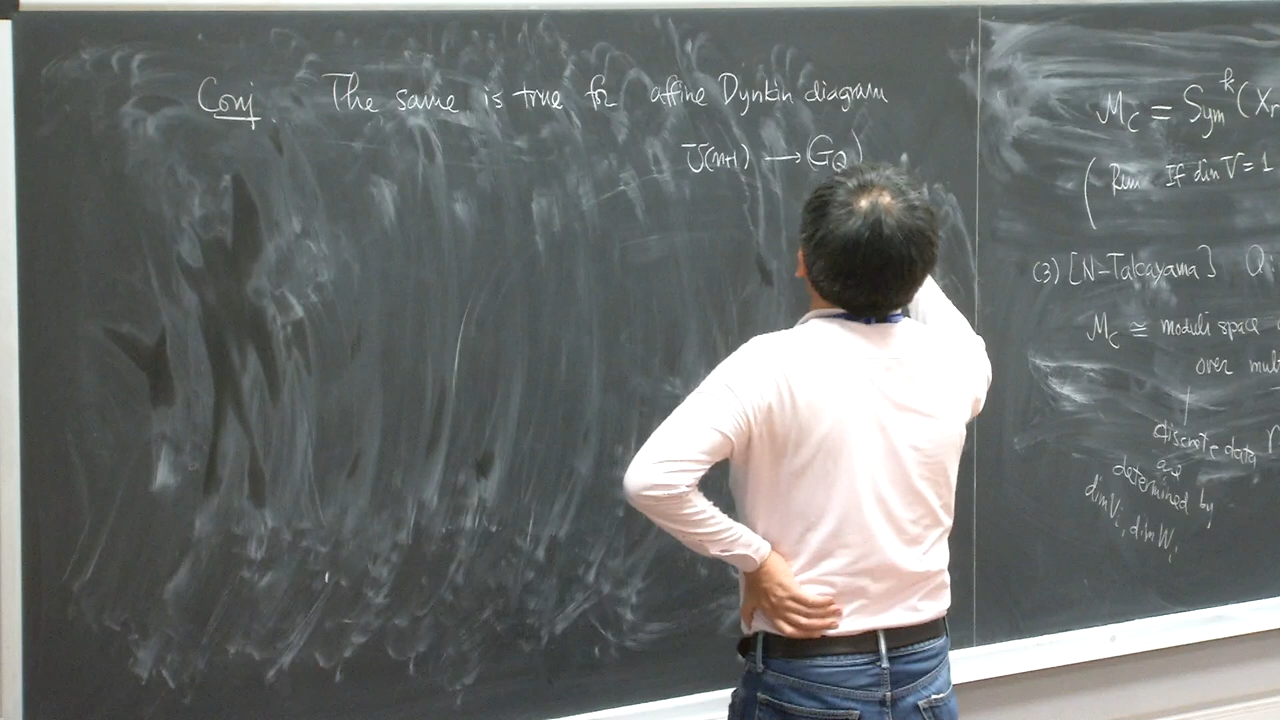 Conj. The same is true for affine Dynkin diagram
U(n+1) → (G_Q)
M_C = Sym^k (X
( Rem If dim V = 1
(3) [N-Takayama] Q
M_C ≅ moduli space
over mul
discrete data
are
determined by
dim V_i, dim W_i